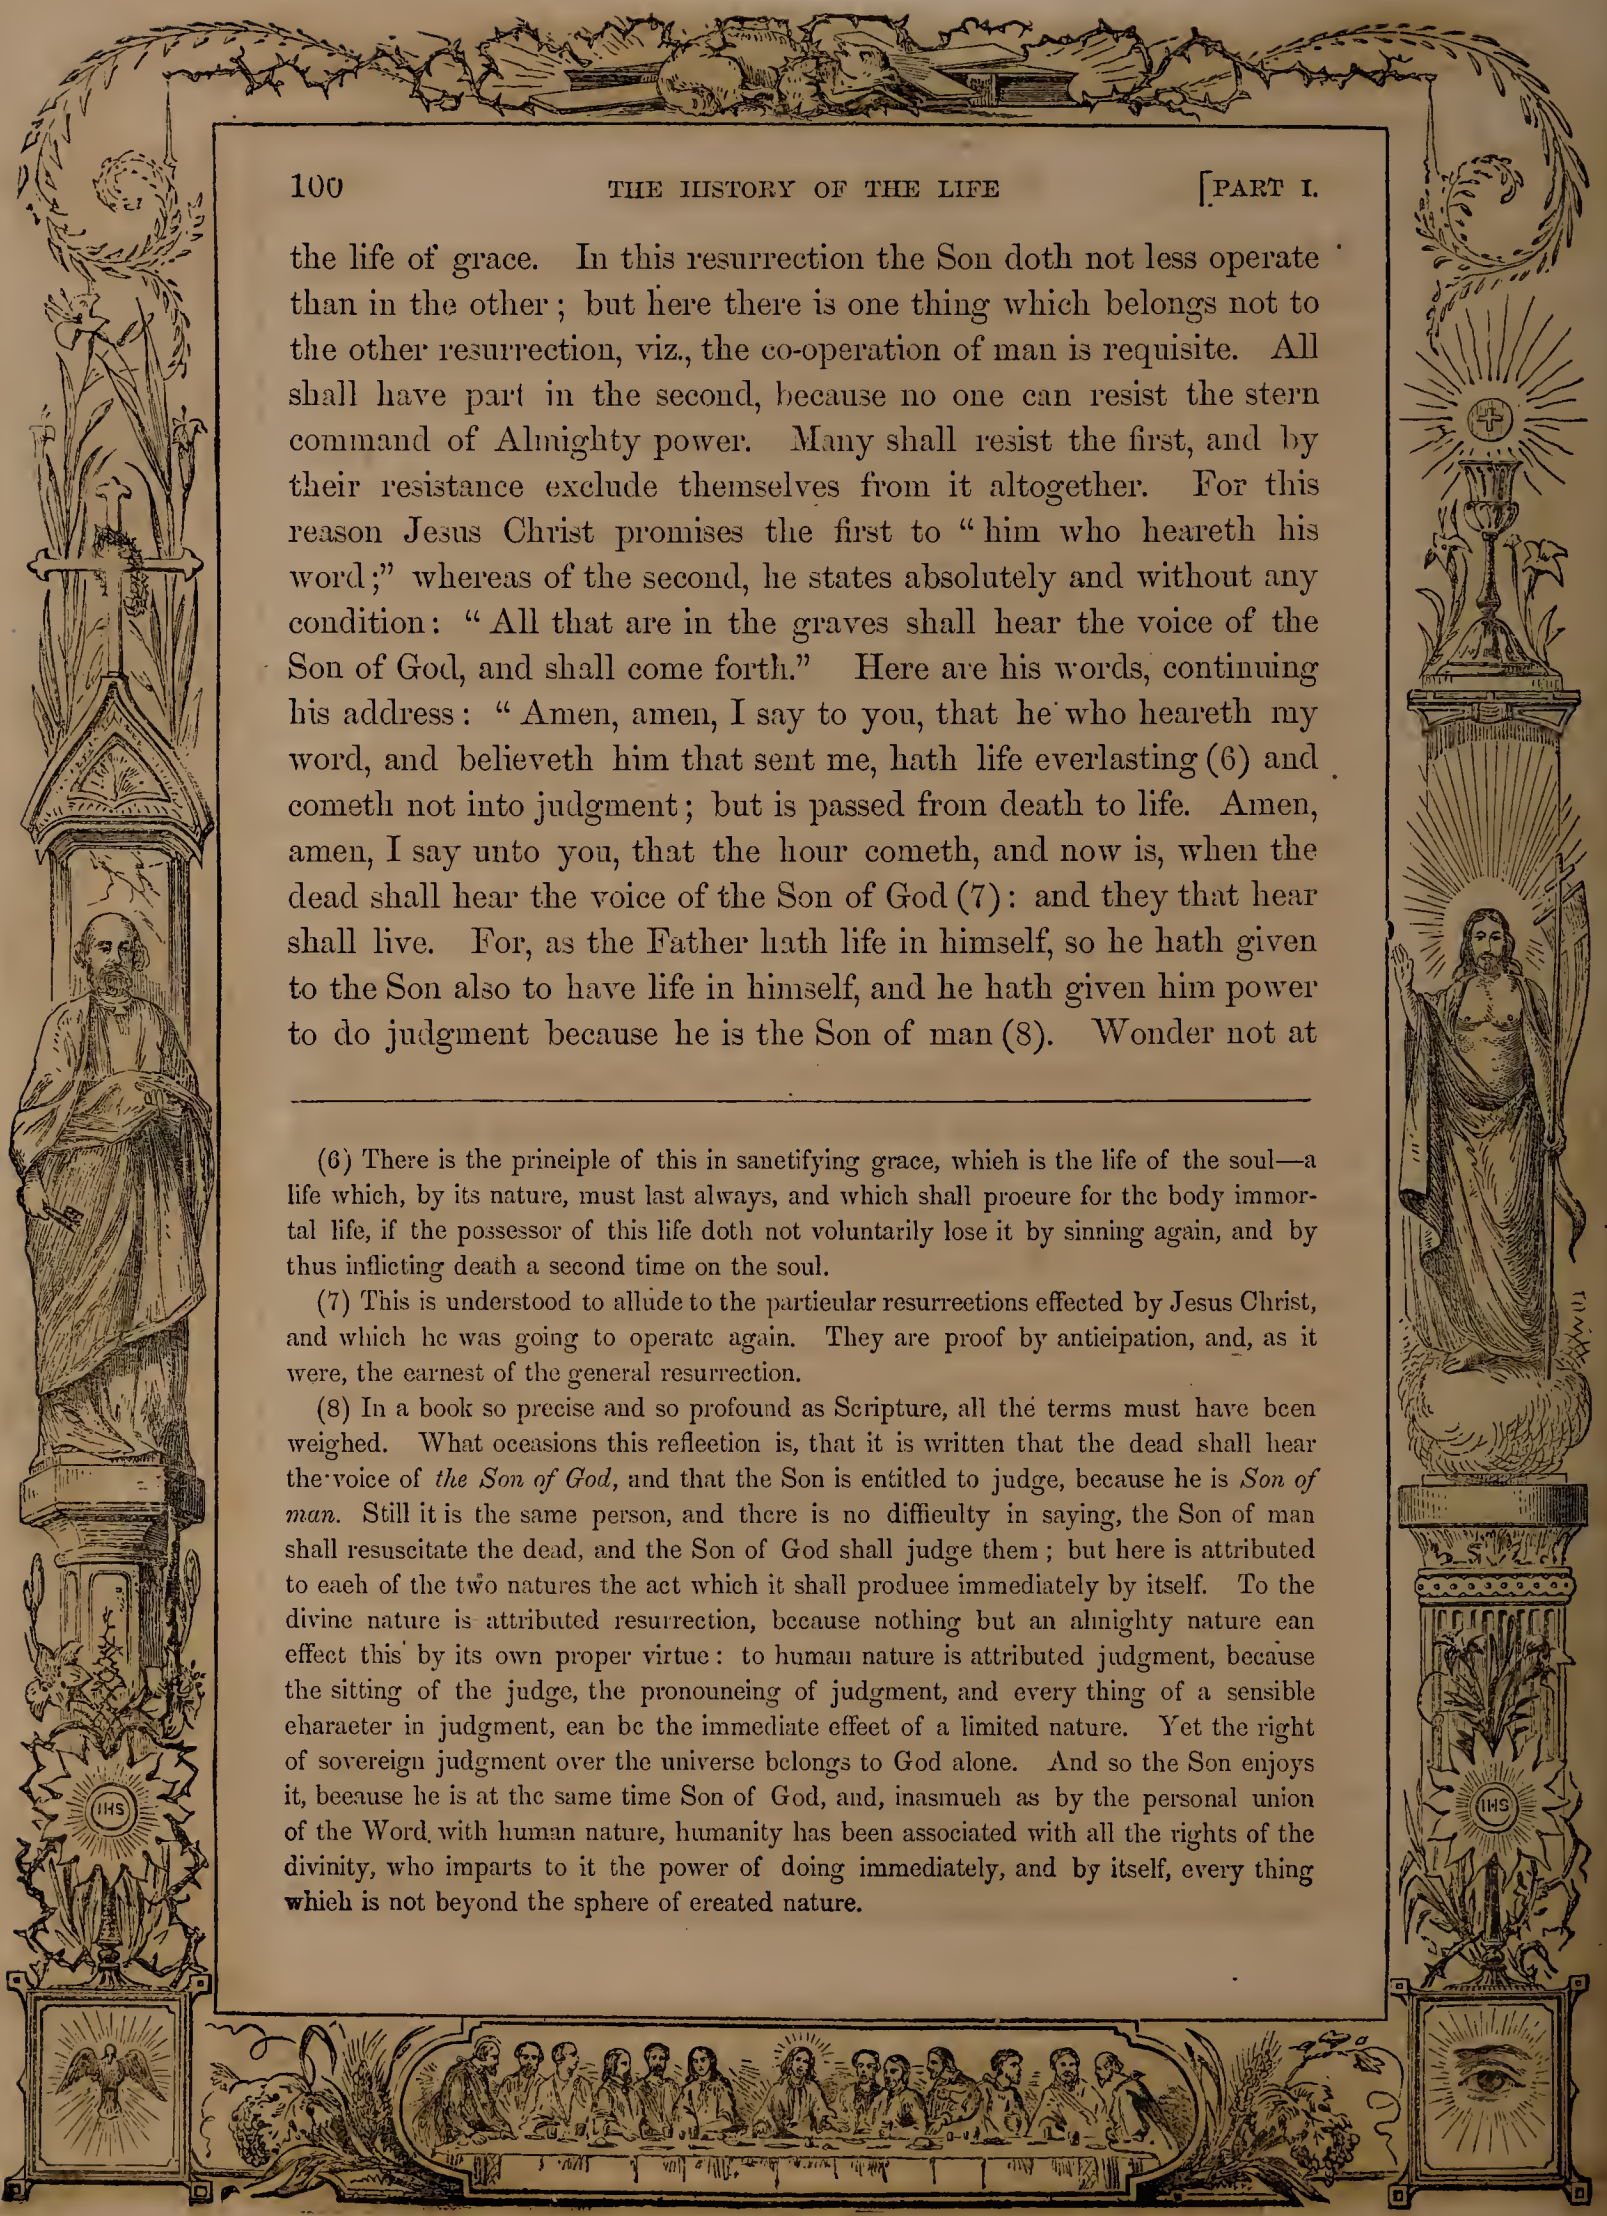 100 THE HISTORY OF THE LIFE [PART I.
the life of grace. In this resurrection the Son doth not less operate
than in the other ; but here there is one thing which belongs not to
the other resurrection, viz., the co-operation of man is requisite. All
shall have part in the second, because no one can resist the stern
command of Almighty power. Many shall resist the first, and by
their resistance exclude themselves from it altogether. For this
reason Jesus Christ promises the first to “ him who heareth his
word ;” whereas of the second, he states absolutely and without any
condition : “ All that are in the graves shall hear the voice of the
Son of God, and shall come forth.” Here are his words, continuing
his address : “ Amen, amen, I say to you, that he who heareth my
word, and believeth him that sent me, hath life everlasting (6) and
cometh not into judgment ; but is passed from death to life. Amen,
amen, I say unto you, that the hour cometh, and now is, when the
dead shall hear the voice of the Son of God (7) : and they that hear
shall live. For, as the Father hath life in himself, so he hath given
to the Son also to have life in himself, and he hath given him power
to do judgment because he is the Son of man (8). Wonder not at
(6) There is the principle of this in sanctifying grace, which is the life of the soul—a
life which, by its nature, must last always, and which shall procure for the body immor-
tal life, if the possessor of this life doth not voluntarily lose it by sinning again, and by
thus inflicting death a second time on the soul.
(7) This is understood to allude to the particular resurrections effected by Jesus Christ,
and which he was going to operate again. They are proof by anticipation, and, as it
were, the earnest of the general resurrection.
(8) In a book so precise and so profound as Scripture, all the terms must have been
weighed. What occasions this reflection is, that it is written that the dead shall hear
the voice of the Son of God, and that the Son is entitled to judge, because he is Son of
man. Still it is the same person, and there is no difficulty in saying, the Son of man
shall resuscitate the dead, and the Son of God shall judge them ; but here is attributed
to each of the two natures the act which it shall produce immediately by itself. To the
divine nature is attributed resurrection, because nothing but an almighty nature can
effect this by its own proper virtue : to human nature is attributed judgment, because
the sitting of the judge, the pronouncing of judgment, and every thing of a sensible
character in judgment, can be the immediate effect of a limited nature. Yet the right
of sovereign judgment over the universe belongs to God alone. And so the Son enjoys
it, because he is at the same time Son of God, and, inasmuch as by the personal union
of the Word with human nature, humanity has been associated with all the rights of the
divinity, who imparts to it the power of doing immediately, and by itself, every thing
which is not beyond the sphere of created nature.
IHS
IHS